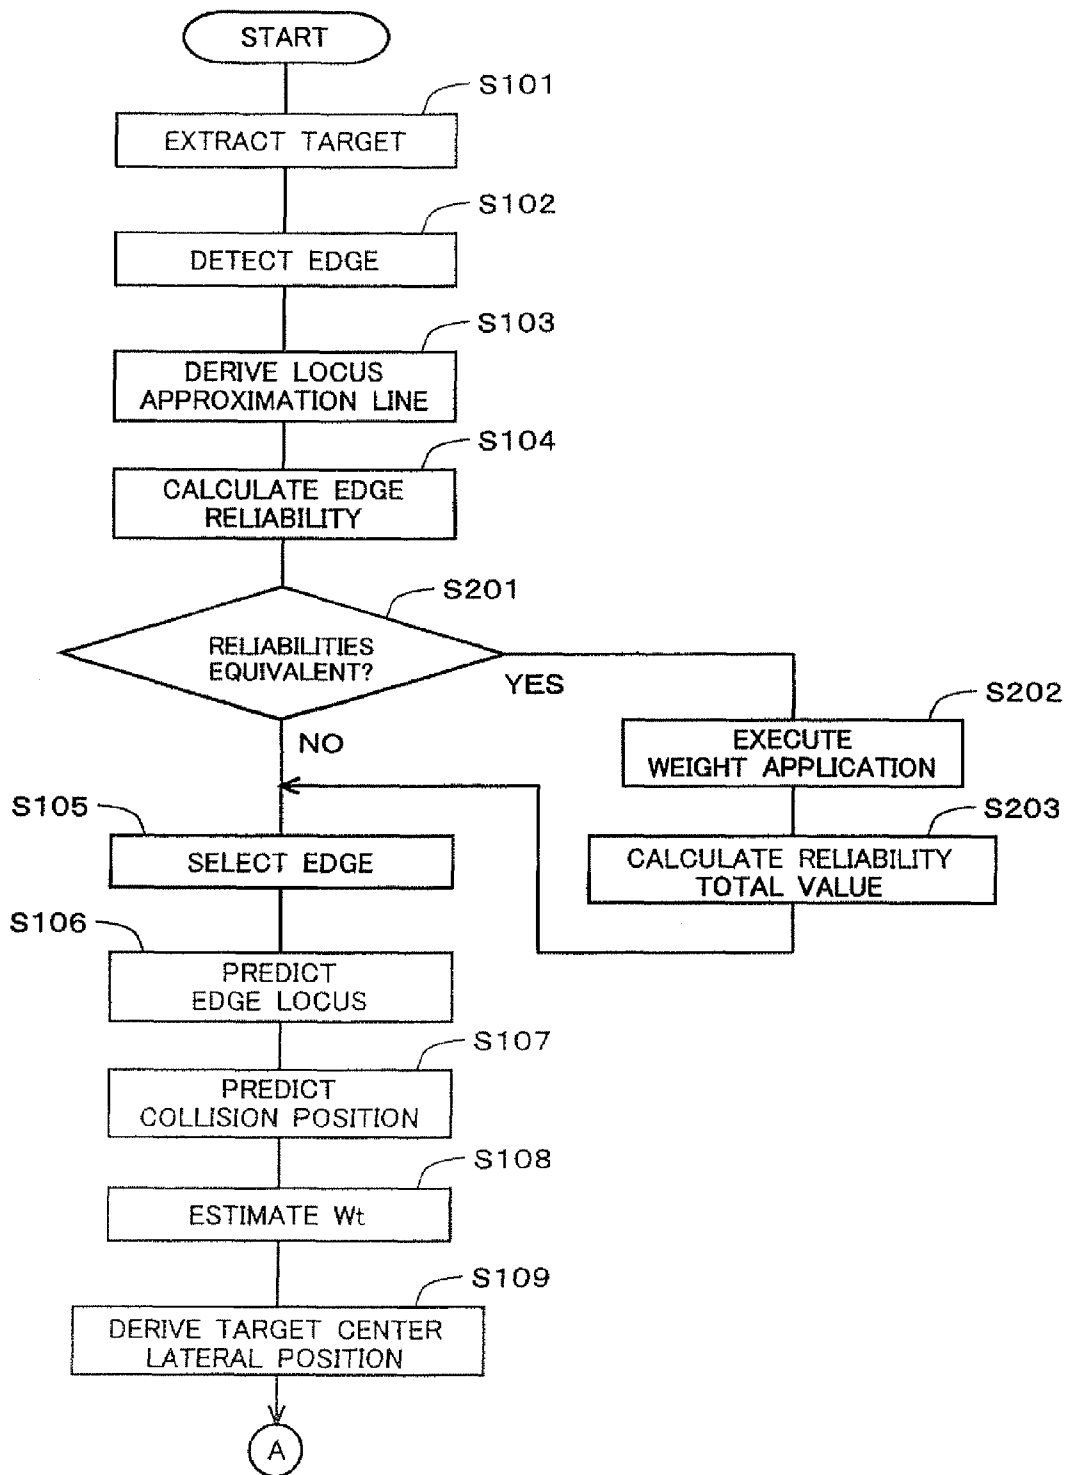 START
S101
EXTRACT TARGET
S102
DETECT EDGE
S103
DERIVE LOCUS
APPROXIMATION LINE
S104
CALCULATE EDGE
RELIABILITY
S201
RELIABILITIES
EQUIVALENT?
YES
NO
S202
EXECUTE
WEIGHT APPLICATION
S203
CALCULATE RELIABILITY
TOTAL VALUE
S105
SELECT EDGE
S106
PREDICT
EDGE LOCUS
S107
PREDICT
COLLISION POSITION
S108
ESTIMATE Wt
S109
DERIVE TARGET CENTER
LATERAL POSITION
A